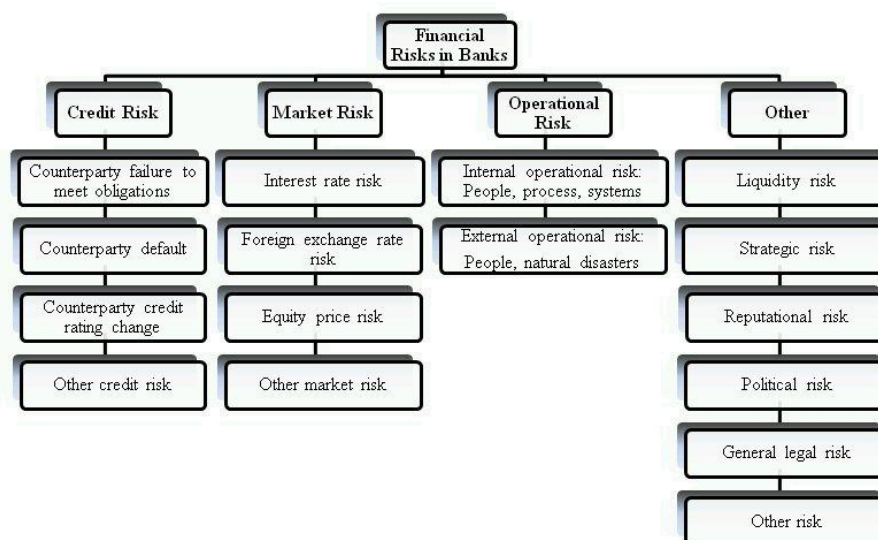 Financial
Risks in Banks
Credit Risk
Market Risk
Operational
Risk
Other
Counterparty failure to
meet obligations
Counterparty default
Counterparty credit
rating change
Other credit risk
Interest rate risk
Foreign exchange rate
risk
Equity price risk
Other market risk
Internal operational risk:
People, process, systems
External operational risk:
People, natural disasters
Liquidity risk
Strategic risk
Reputational risk
Political risk
General legal risk
Other risk